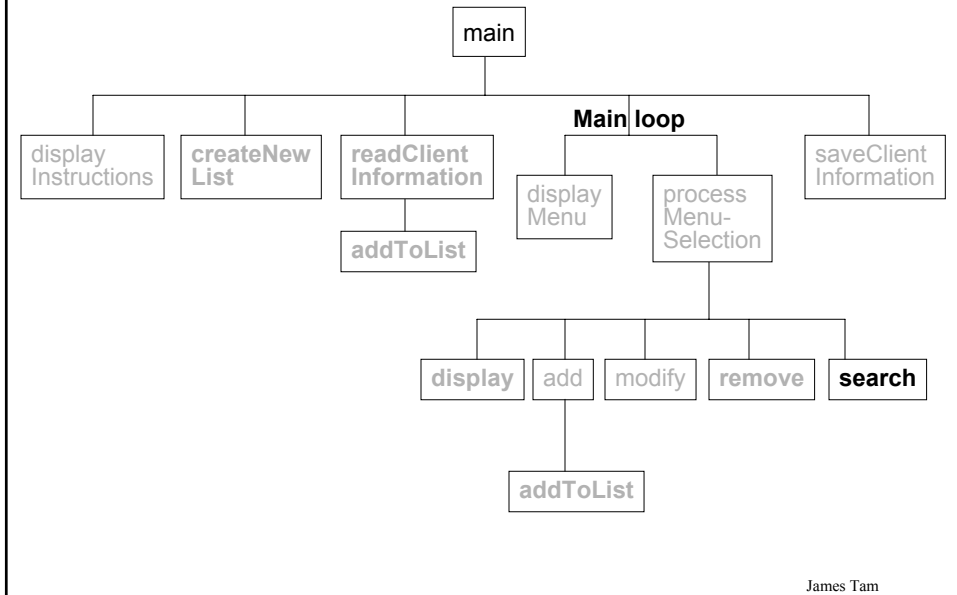 main
Main loop
display
Instructions
createNew
List
readClient
Information
display
Menu
process
Menu-
Selection
saveClient
Information
addToList
display
add
modify
remove
search
addToList
James Tam